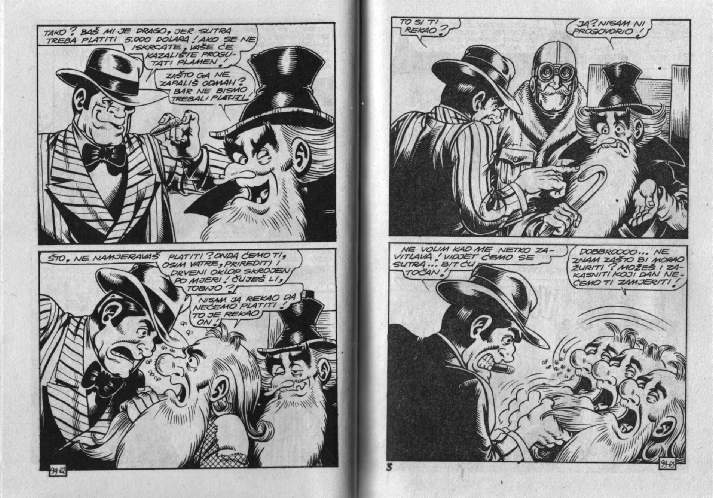 TAKO? BAŠ MI JE DRAGO, JER SUTRA
TREBA PLATITI 5.000 DOLARA! AKO SE NE
ISKRCATE, VAŠE ĆE
KAZALIŠTE PROGU-
TATI PLAMEN!
ZAŠTO GA NE
ZAPALIŠ ODMAH?
BAR NE BISMO
TREBALI PLATIT!
ŠTO, NE NAMJERAVAŠ PLATITI? ONDA ĆEMO TI,
OSIM VATRE, PRIREDITI I
DRVENI OKLOP SKROJEN
PO MJERI! ČUJEŠ LI,
TOBIJO?!
NISAM JA REKAO DA
NEĆEMO PLATITI!
TO JE REKAO
ON!
TO SI TI
REKAO?
JA? NISAM NI
PROGOVORIO!
NE VOLIM KAD ME NETKO ZA-
VITLAVA! VIDJET ĆEMO SE
SUTRA... BIT ĆU
TOČAN!
DOBBROOOO... NE
ZNAM ZAŠTO BI MORAO
ŽURITI? MOŽEŠ I ZA-
KASNITI KOJI DAN! NE-
ĆEMO TI ZAMJERITI!
3